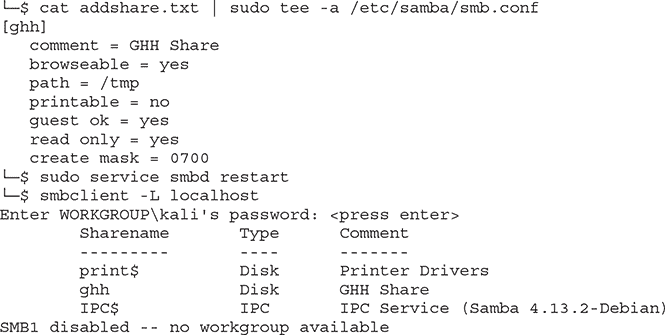 └─$ cat addshare.txt | sudo tee -a /etc/samba/smb.conf
[ghh]
   comment = GHH Share
   browseable = yes
   path = /tmp
   printable = no
   guest ok = yes
   read only = yes
   create mask = 0700
└─$ sudo service smbd restart
└─$ smbclient -L localhost
Enter WORKGROUP\kali's password: <press enter>
        Sharename       Type      Comment
        ---------       ----      -------
        print$          Disk      Printer Drivers
        ghh             Disk      GHH Share
        IPC$            IPC       IPC Service (Samba 4.13.2-Debian)
SMB1 disabled -- no workgroup available